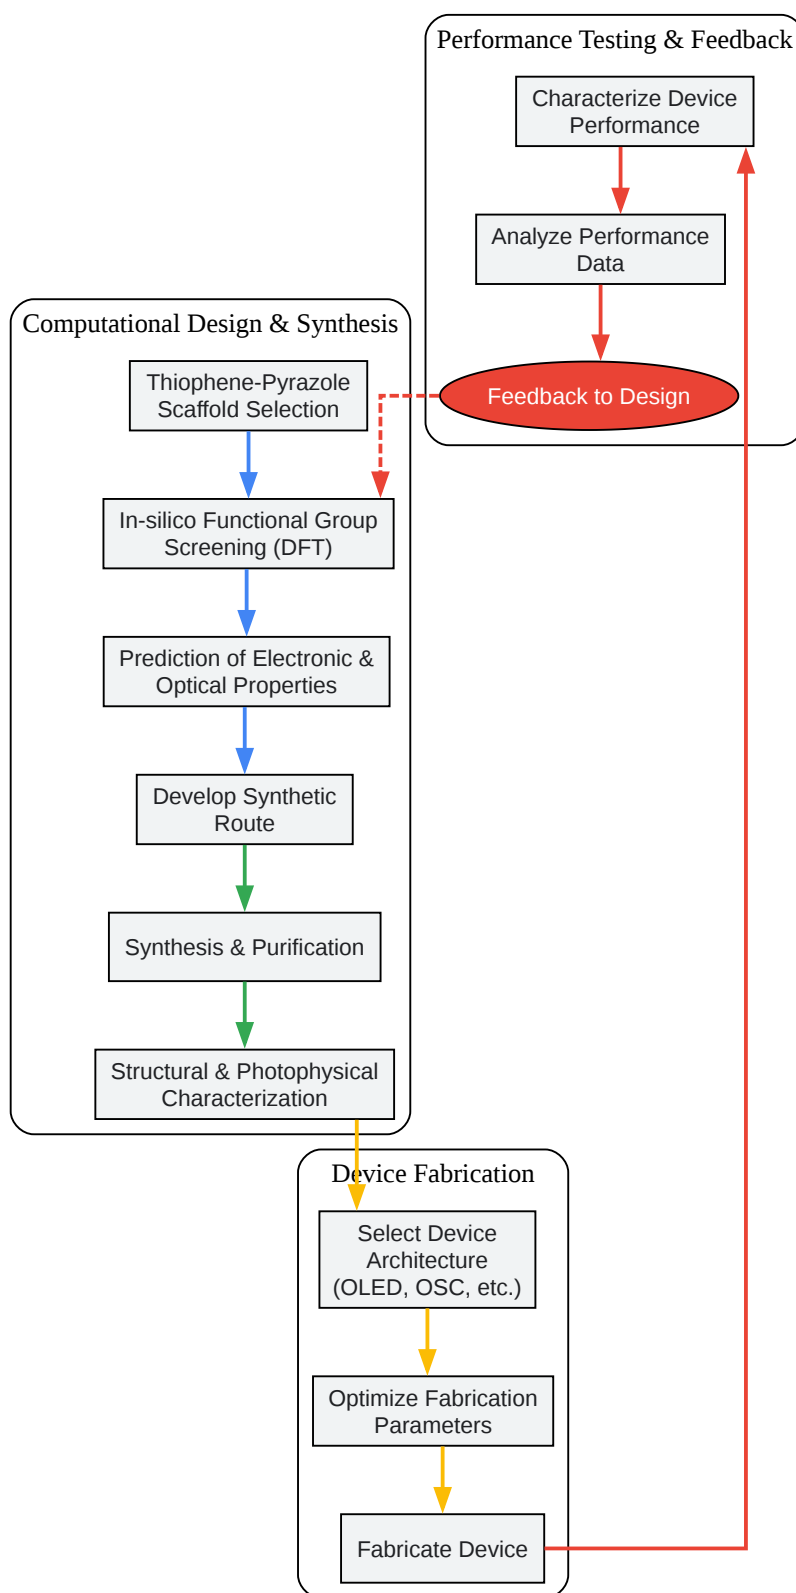 Performance Testing & Feedback
Characterize Device
Performance
Analyze Performance
Data
Feedback to Design
Computational Design & Synthesis
Thiophene-Pyrazole
Scaffold Selection
In-silico Functional Group
Screening (DFT)
Prediction of Electronic &
Optical Properties
Develop Synthetic
Route
Synthesis & Purification
Structural & Photophysical
Characterization
Device Fabrication
Select Device
Architecture
(OLED, OSC, etc.)
Optimize Fabrication
Parameters
Fabricate Device